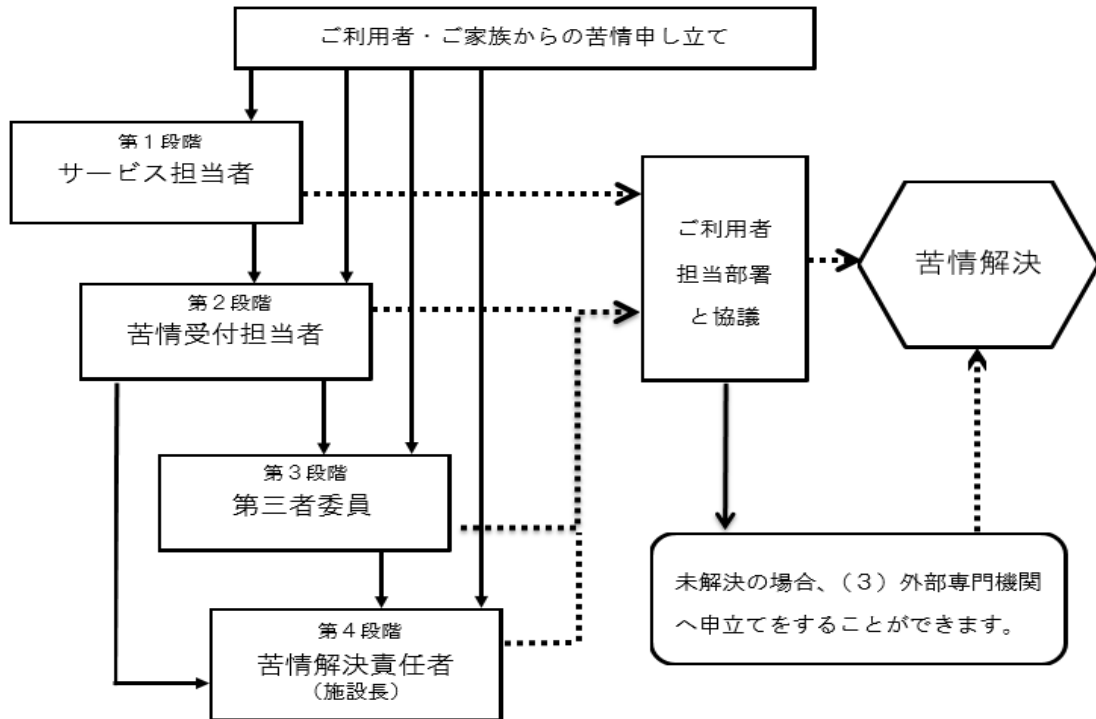 ご利用者・ご家族からの苦情申し立て
第1段階
サービス担当者
第2段階
苦情受付担当者
第3段階
第三者委員
第4段階
苦情解決責任者
（施設長）
ご利用者
担当部署
と協議
苦情解決
未解決の場合、（3）外部専門機関
へ申立てをすることができます。